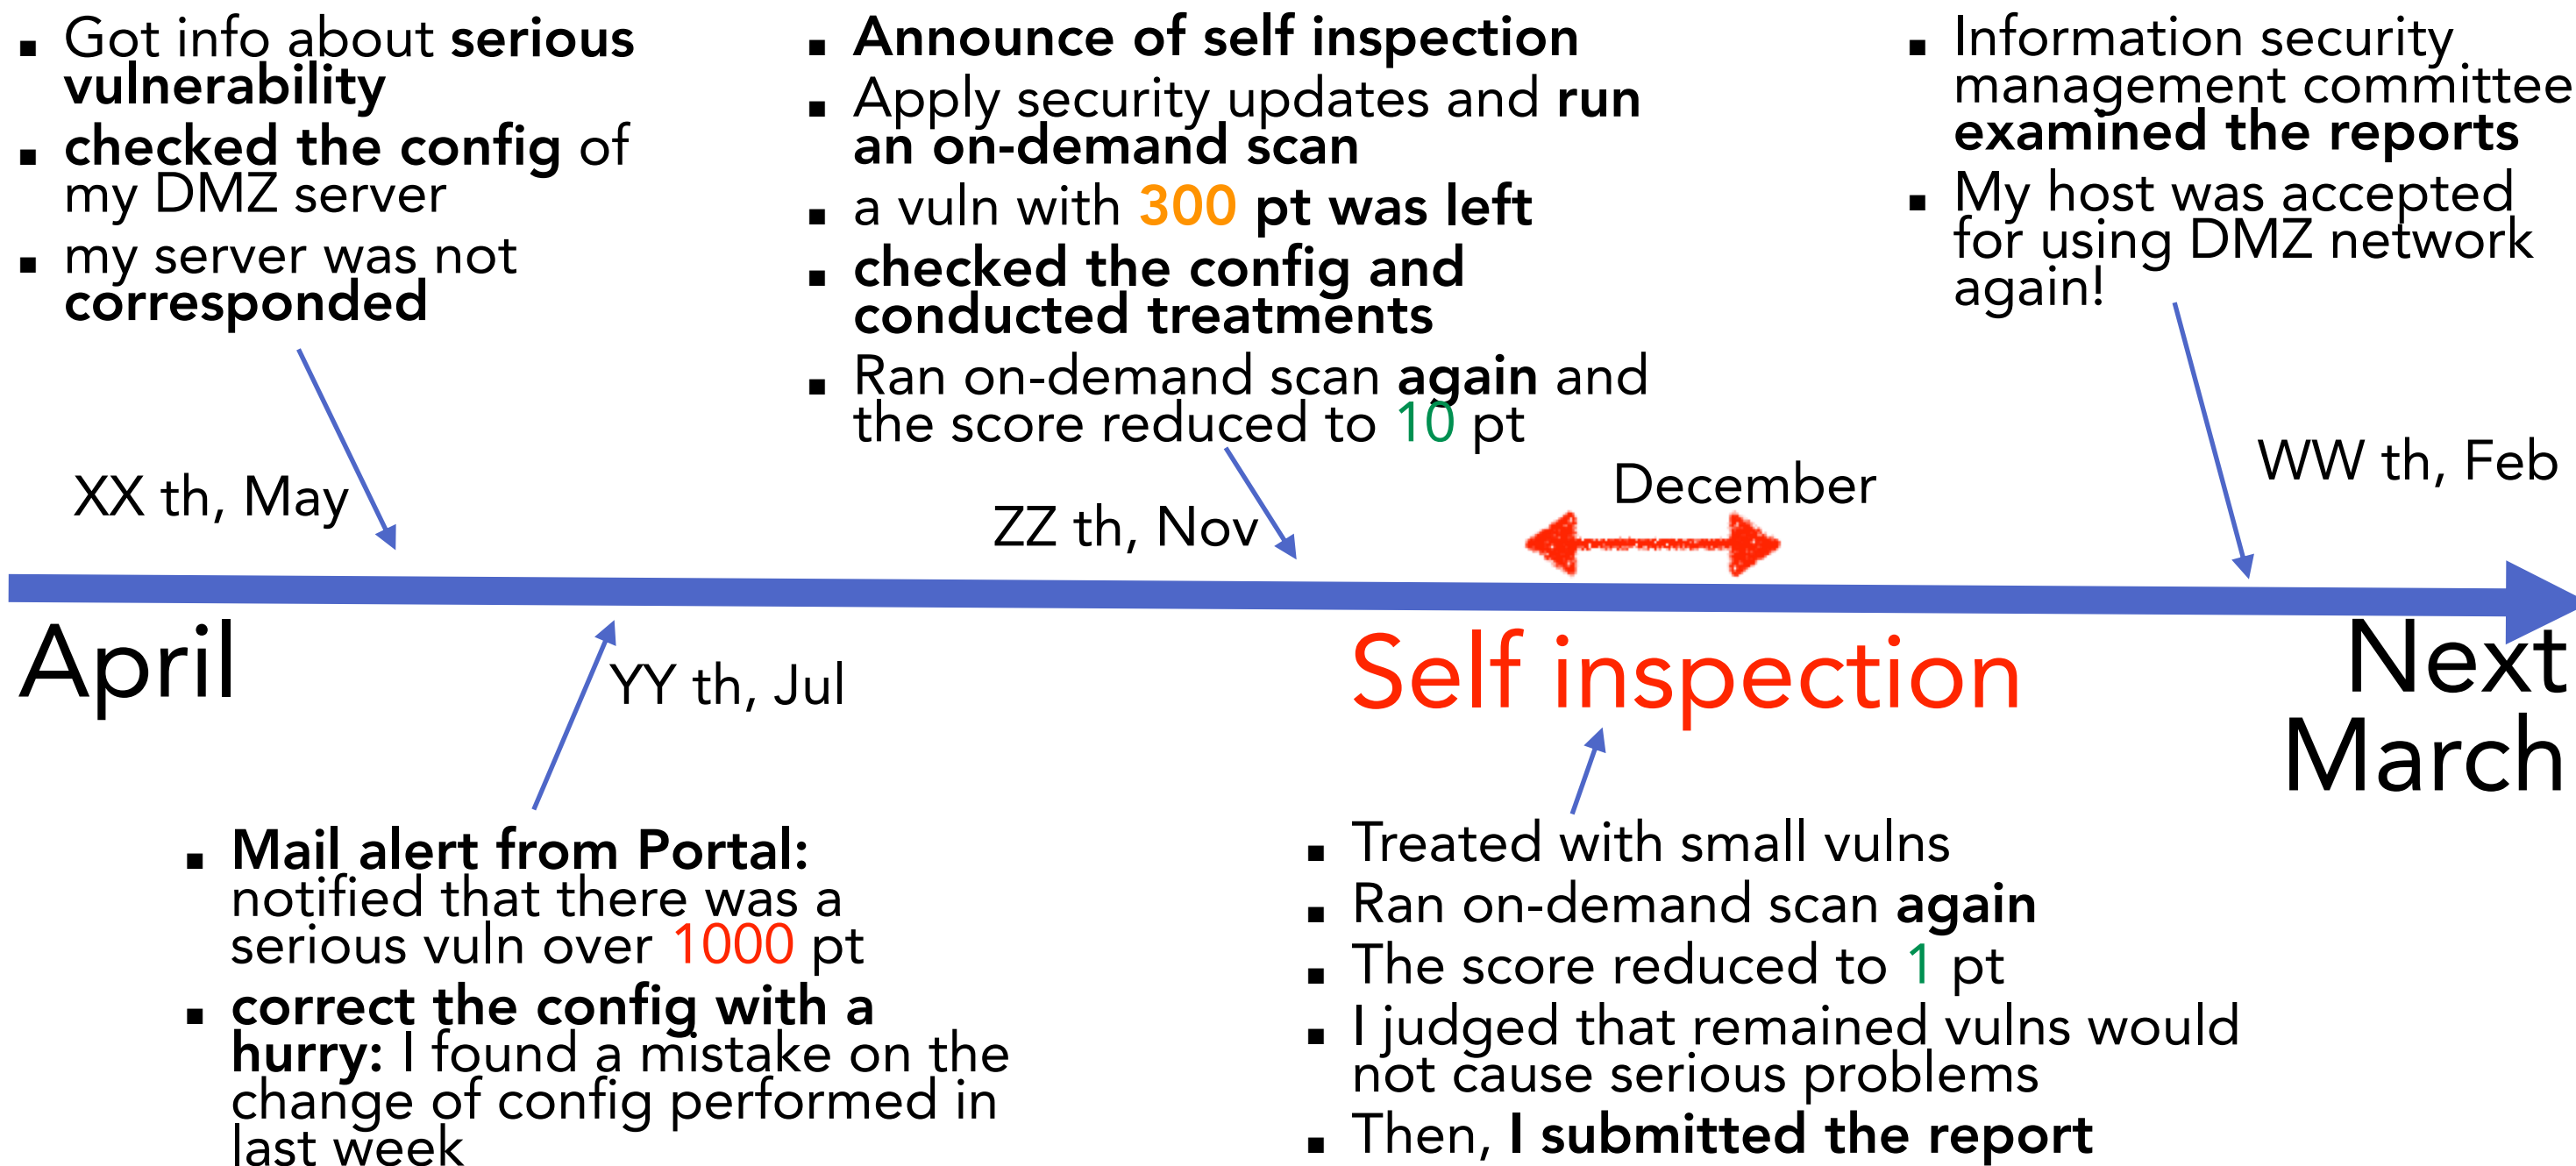 ▪ Got info about serious
vulnerability
▪ checked the config of
my DMZ server
▪ my server was not
corresponded
▪ Announce of self inspection
▪ Apply security updates and run
an on-demand scan
▪ a vuln with 300 pt was left
▪ checked the config and
conducted treatments
▪ Ran on-demand scan again and
the score reduced to 10 pt
▪ Information security
management committee
examined the reports
▪ My host was accepted
for using DMZ network
again!
XX th, May
ZZ th, Nov
December
WW th, Feb
April
YY th, Jul
Self inspection
Next
March
▪ Mail alert from Portal:
notified that there was a
serious vuln over 1000 pt
▪ correct the config with a
hurry: I found a mistake on the
change of config performed in
last week
▪ Treated with small vulns
▪ Ran on-demand scan again
▪ The score reduced to 1 pt
▪ I judged that remained vulns would
not cause serious problems
▪ Then, I submitted the report